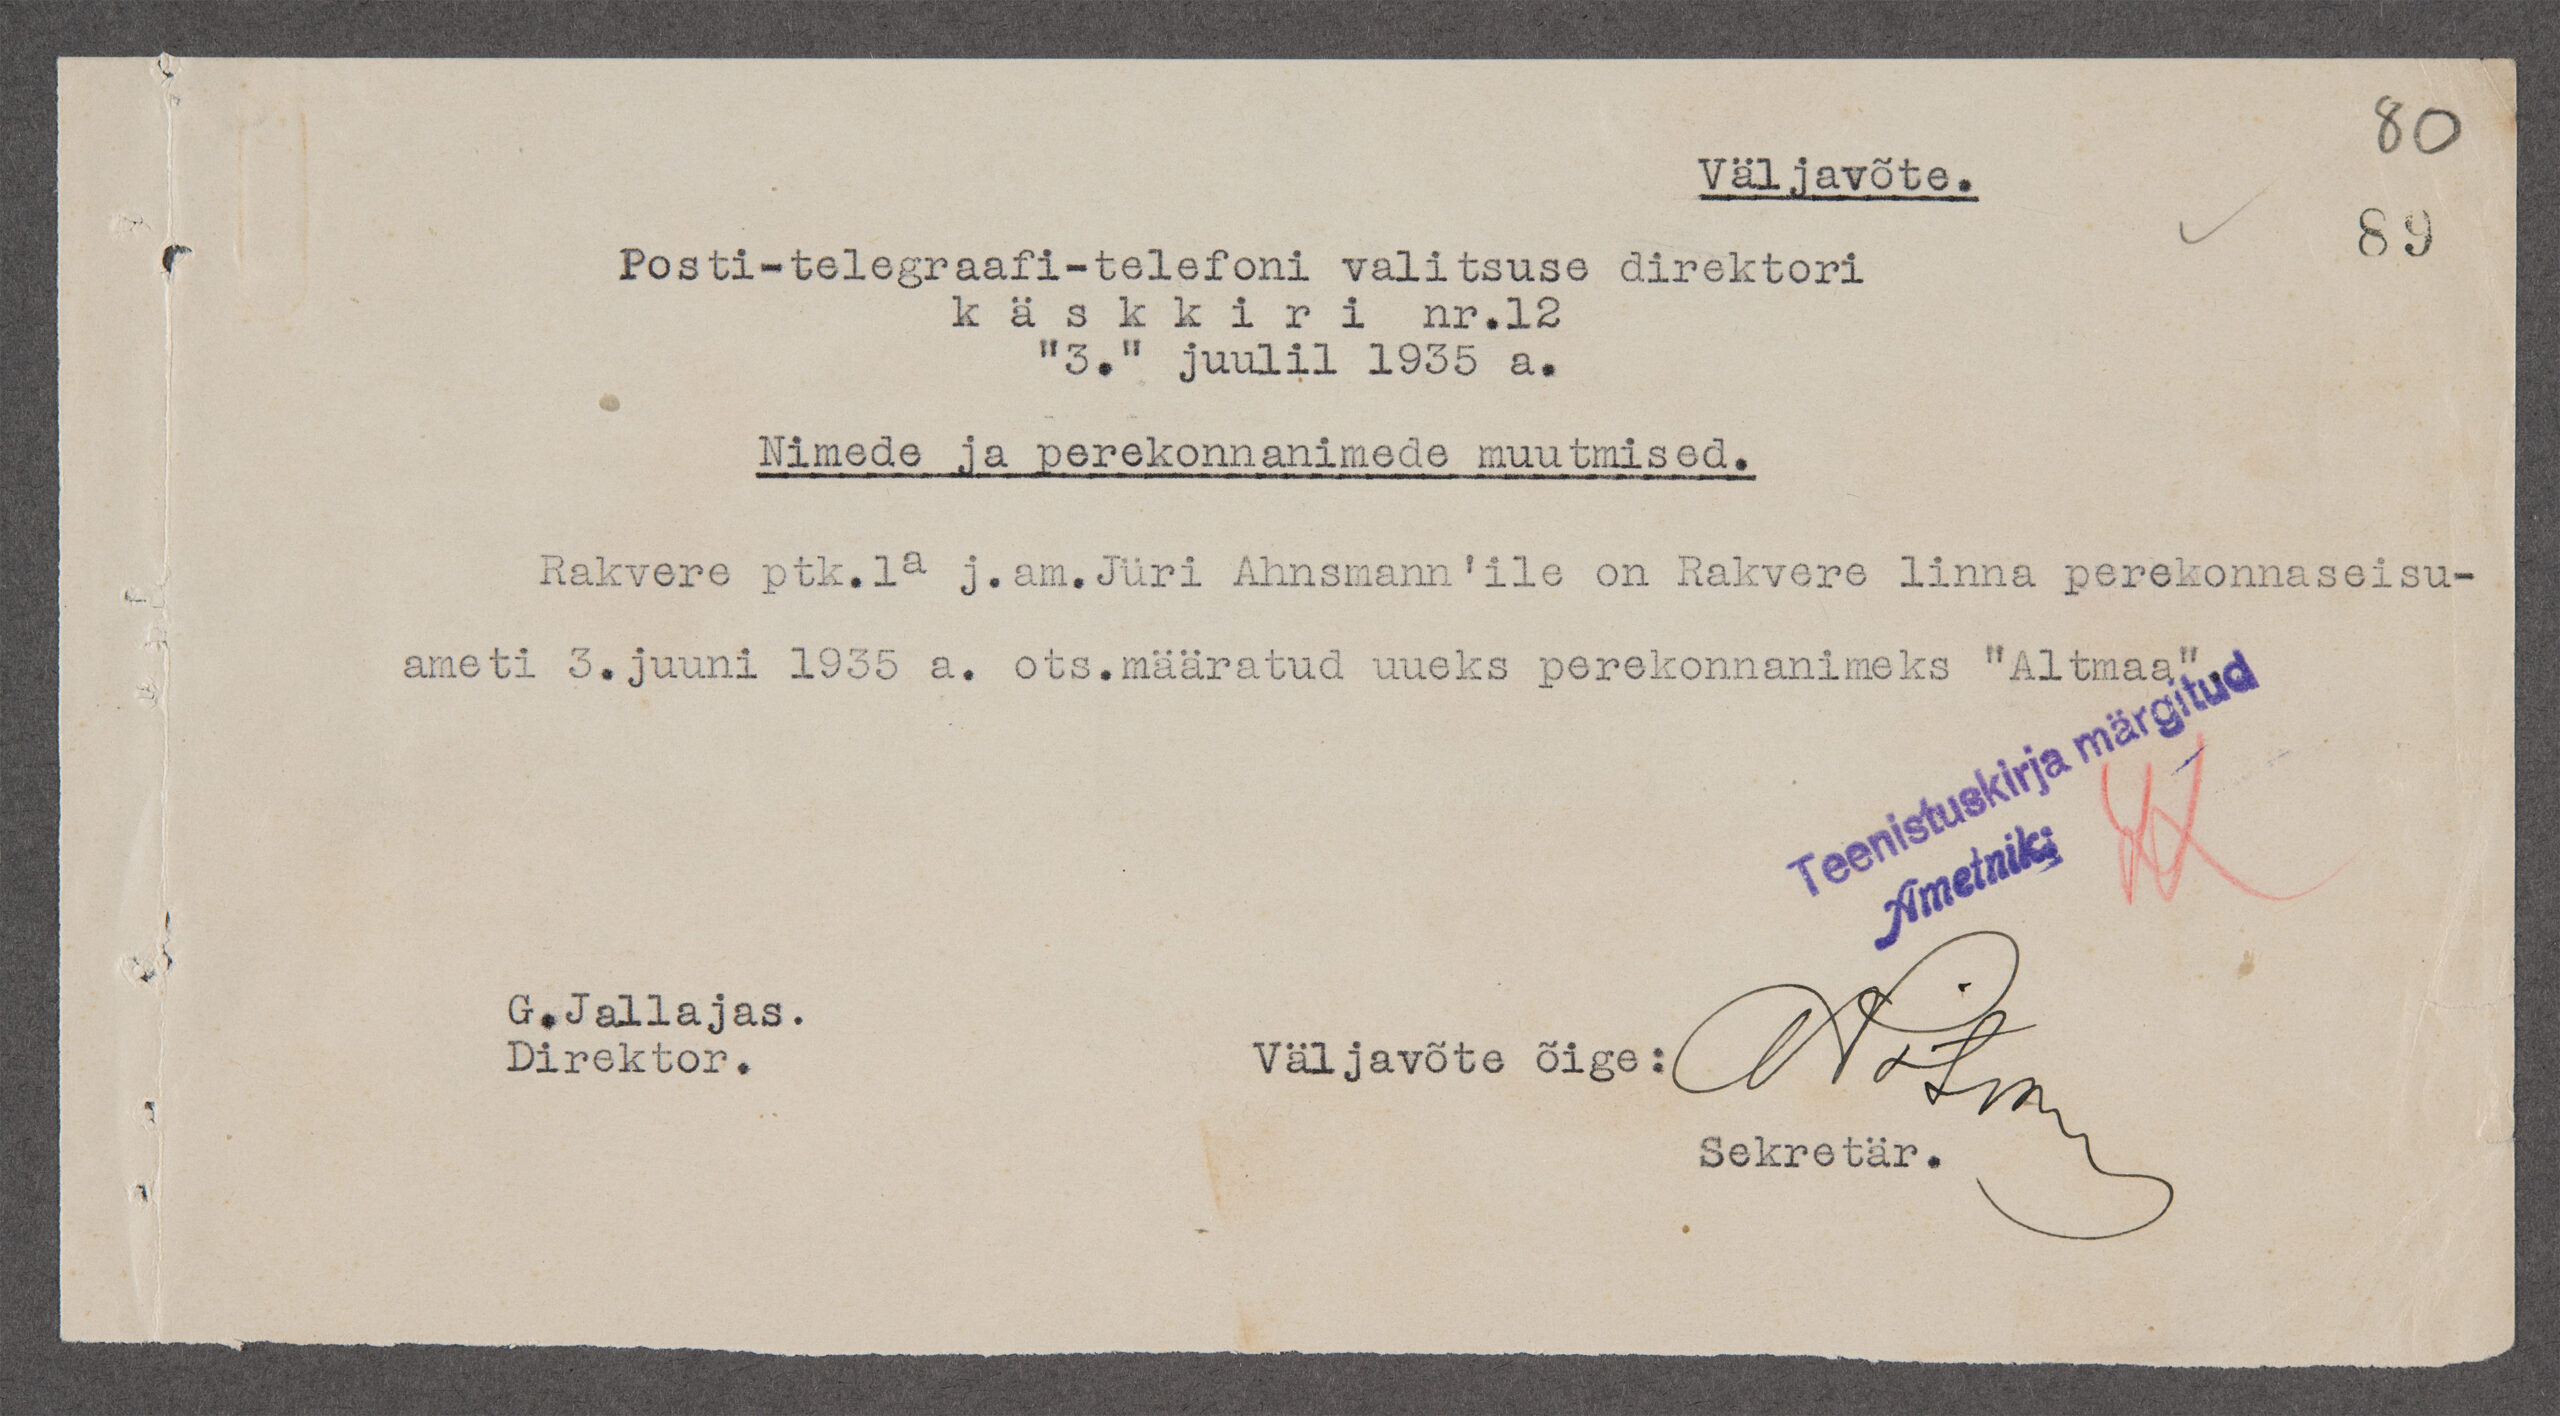 80
Väljavõte.
89
Posti-telegraafi-telefoni valitsuse direktori
k ä s k k i r i nr.12
"3." juulil 1935 a.
Nimede ja perekonnanimede muutmised.
Rakvere ptk.1a j.am.Jüri Ahnsmann'ile on Rakvere linna perekonnaseisu-
ameti 3.juuni 1935 a. ots.määratud uueks perekonnanimeks "Altmaa".
Teenistuskirja märgitud
Ametnik:
G.Jallajas.
Direktor.
Väljavõte õige:
Sekretär.